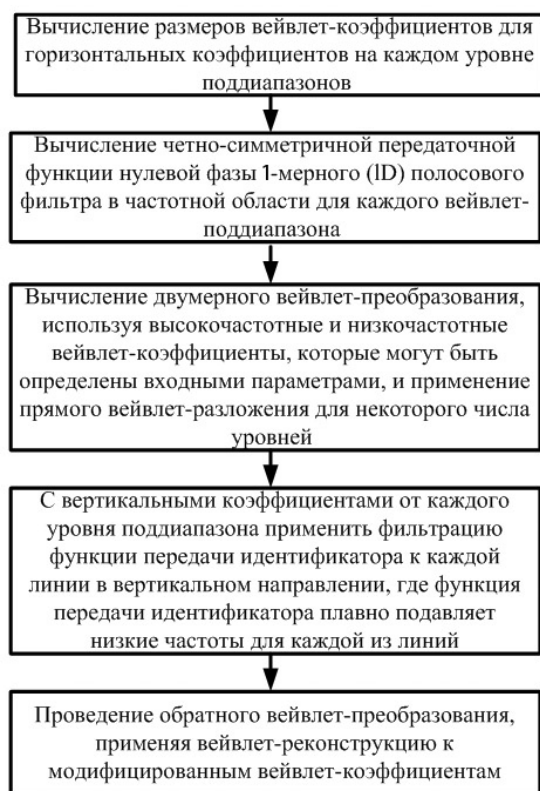 Вычисление размеров вейвлет-коэффициентов для
горизонтальных коэффициентов на каждом уровне
поддиапазонов
Вычисление четно-симметричной передаточной
функции нулевой фазы 1-мерного (lD) полосового
фильтра в частотной области для каждого вейвлет-
поддиапазона
Вычисление двумерного вейвлет-преобразования,
используя высокочастотные и низкочастотные
вейвлет-коэффициенты, которые могут быть
определены входными параметрами, и применение
прямого вейвлет-разложения для некоторого числа
уровней
С вертикальными коэффициентами от каждого
уровня поддиапазона применить фильтрацию
функции передачи идентификатора к каждой
линии в вертикальном направлении, где функция
передачи идентификатора плавно подавляет
низкие частоты для каждой из линий
Проведение обратного вейвлет-преобразования,
применяя вейвлет-реконструкцию к
модифицированным вейвлет-коэффициентам